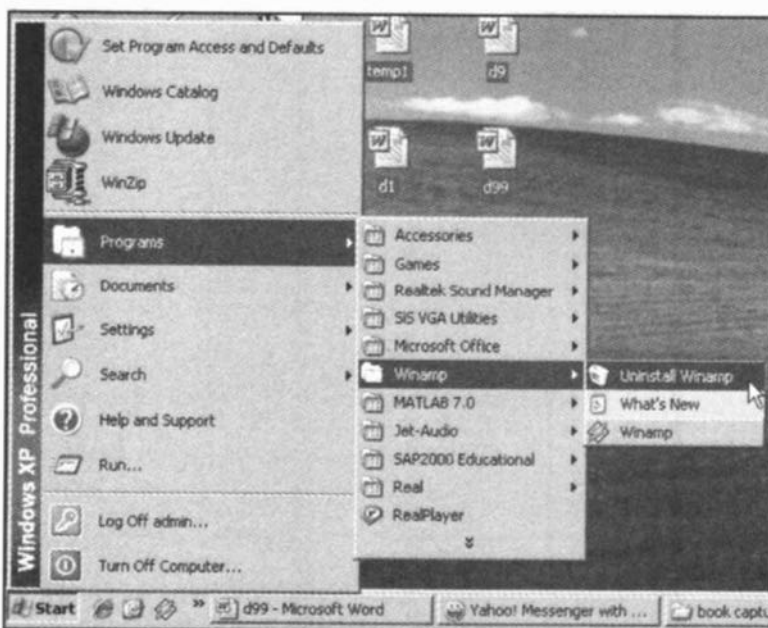 Set Program Access and Defaults
Windows Catalog
Windows Update
WinZip
Programs
Documents
Settings
Search
Help and Support
Run...
Log Off admin...
Turn Off Computer...
Windows XP Professional
temp1
d9
d1
d99
Accessories
Games
Realtek Sound Manager
SiS VGA Utilities
Microsoft Office
Winamp
MATLAB 7.0
Jet-Audio
SAP2000 Educational
Real
RealPlayer
Uninstall Winamp
What's New
Winamp
Start
d99 - Microsoft Word
Yahoo! Messenger with ...
book captu